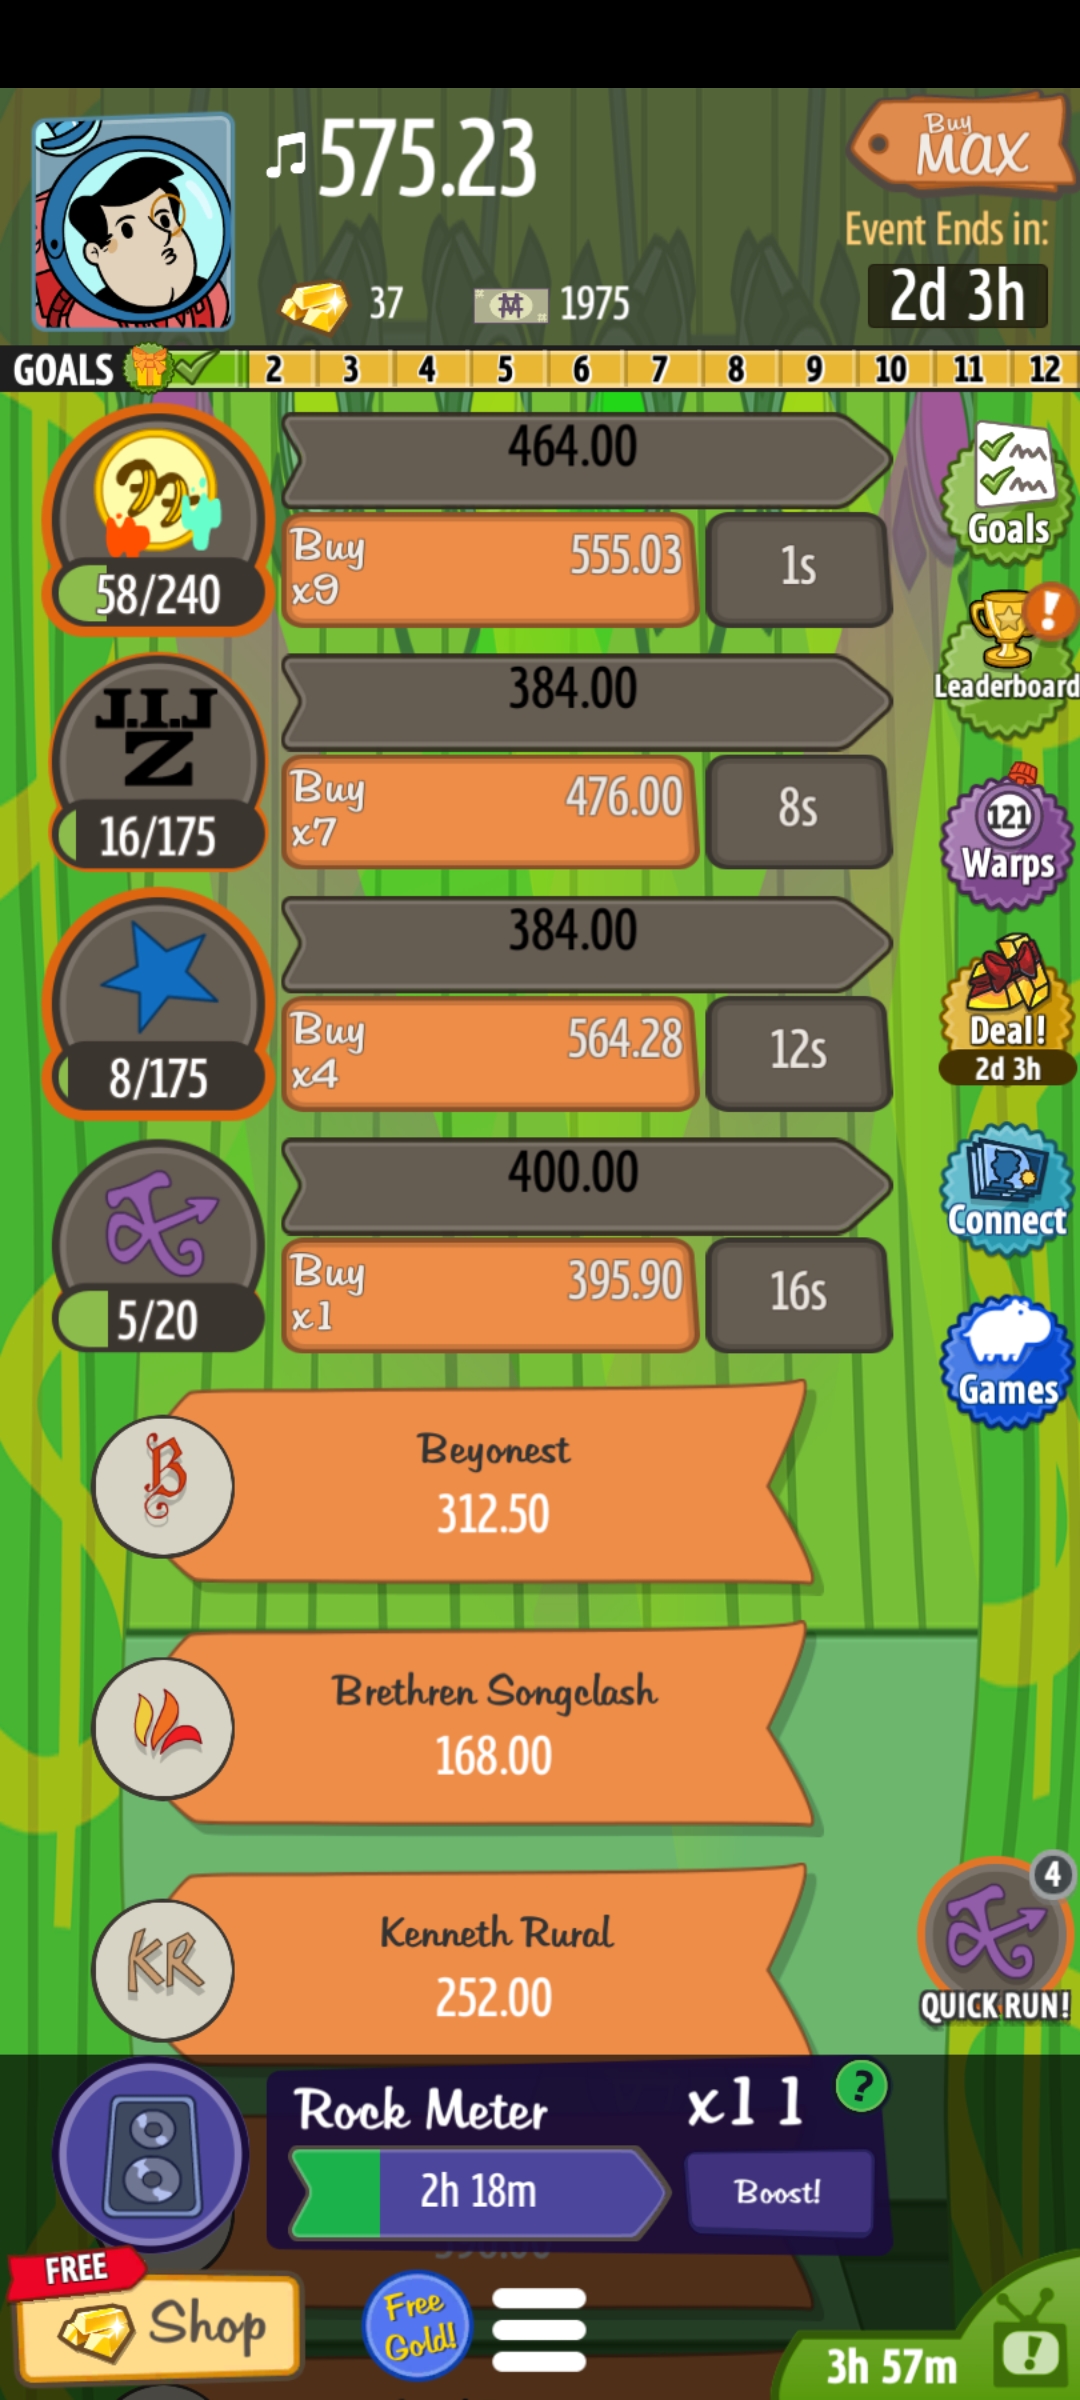 575.23
Buy
MAX
Event Ends in:
2d 3h
37
1975
GOALS 2 3 4 5 6 7 8 9 10 11 12
464.00
Buy
x9
555.03
1s
58/240
Goals
Leaderboard
J.I.J
Z
384.00
Buy
x7
476.00
8s
16/175
121
Warps
384.00
Buy
x4
564.28
12s
8/175
Deal!
2d 3h
400.00
Buy
x1
395.90
16s
5/20
Connect
Games
B
Beyonest
312.50
Brethren Songclash
168.00
KR
Kenneth Rural
252.00
4
QUICK RUN!
Rock Meter
x11
?
2h 18m
Boost!
FREE
Shop
Free
Gold!
3h 57m